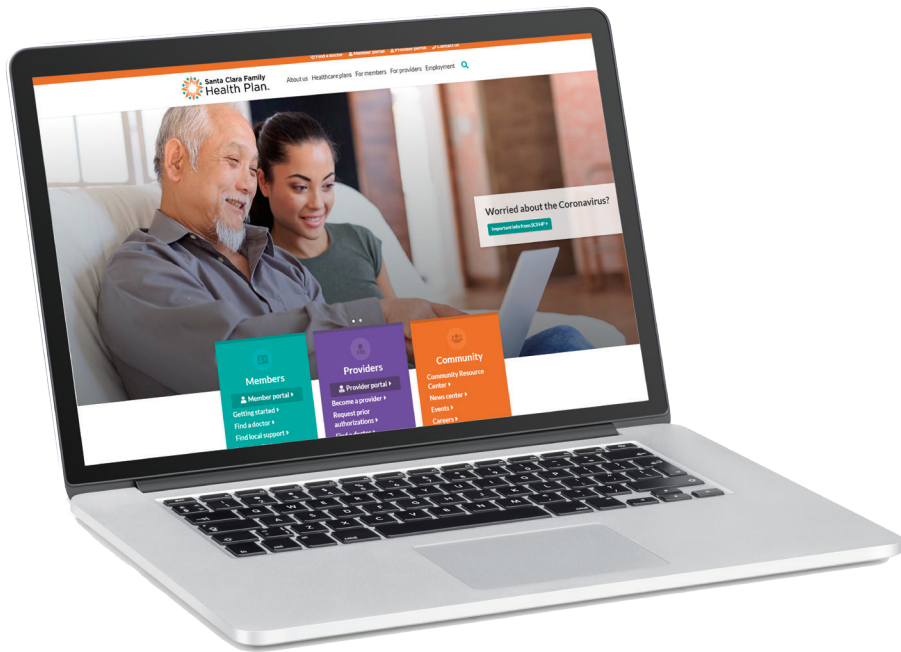 Find a doctor Member portal Provider portal Contact us
Santa Clara Family
Health Plan.
About us Healthcare plans For members For providers Employment
Worried about the Coronavirus?
Important info from SCFHP
Members
Member portal
Getting started
Find a doctor
Find local support
Providers
Provider portal
Become a provider
Request prior
authorizations
Find a doctor
Community
Community Resource
Center
News center
Events
Careers